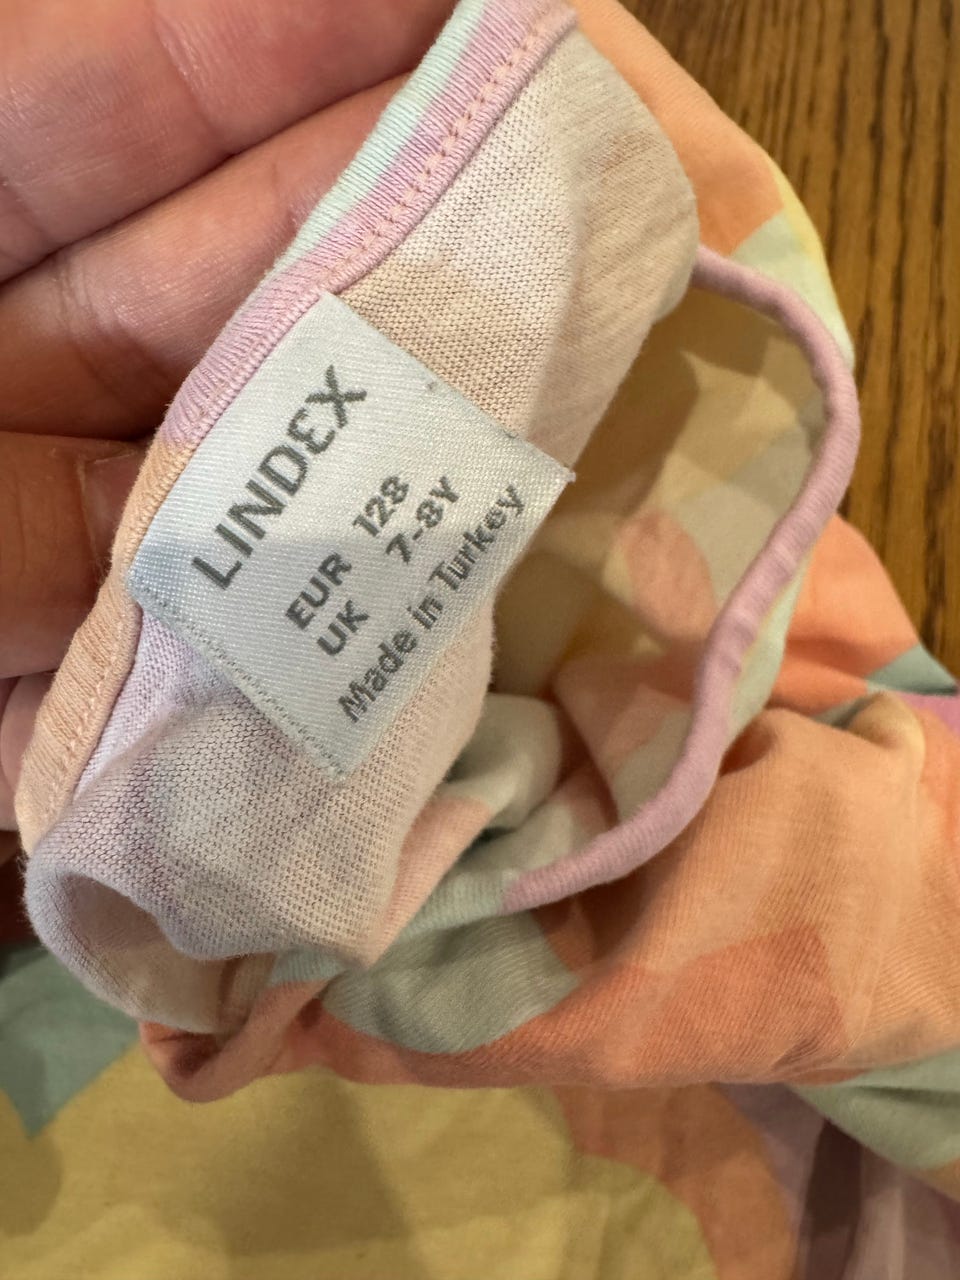 LINDEX
EUR 128
UK 7-8Y
Made in Turkey